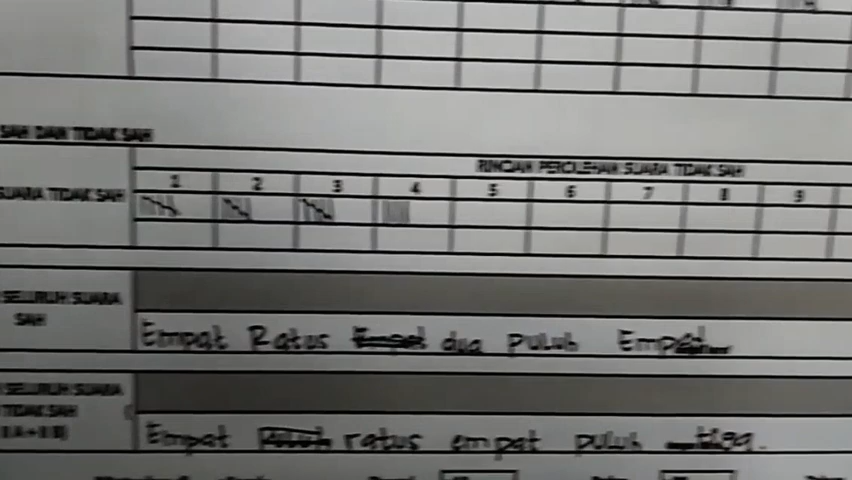 SAH DAN TIDAK SAH
RINCIAN PEROLEHAN SUARA TIDAK SAH
SUARA TIDAK SAH 1 2 3 4 5 6 7 8 9
SELURUH SUARA
SAH
Empat Ratus dua puluh Empat
SELURUH SUARA
TIDAK SAH
Empat ratus empat puluh tiga.